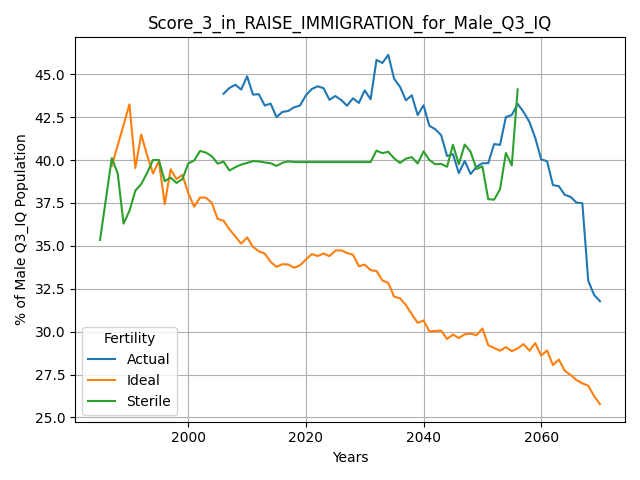 Score_3_in_RAISE_IMMIGRATION_for_Male_Q3_IQ
% of Male Q3_IQ Population
45.0
42.5
40.0
37.5
35.0
32.5
30.0
27.5
25.0
Fertility
Actual
Ideal
Sterile
2000
2020
2040
2060
Years